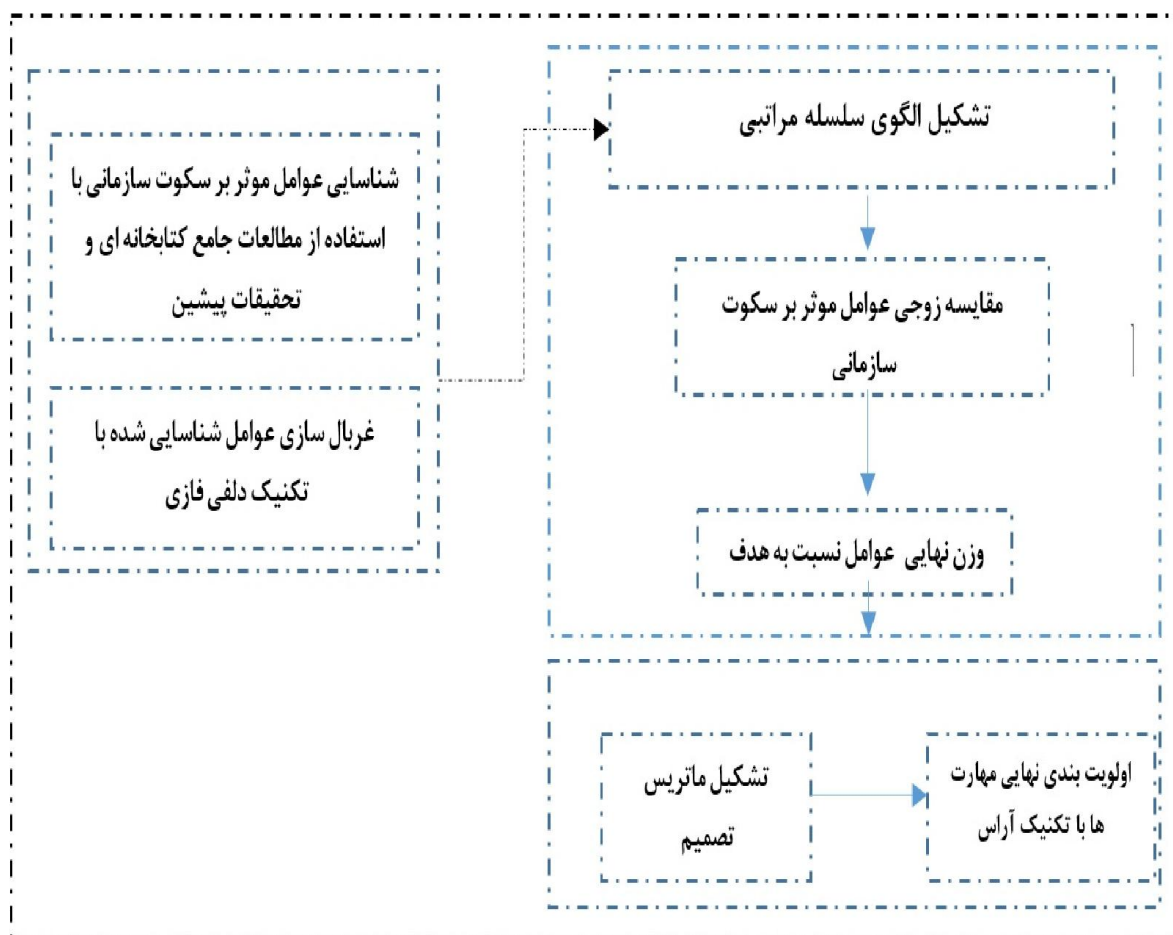 تشکیل الگوی سلسله مراتبی
شناسایی عوامل موثر بر سکوت سازمانی با
استفاده از مطالعات جامع کتابخانه ای و
تحقیقات پیشین
مقایسه زوجی عوامل موثر بر سکوت
سازمانی
غربال سازی عوامل شناسایی شده با
تکنیک دلفی فازی
وزن نهایی عوامل نسبت به هدف
تشکیل ماتریس
تصمیم
اولویت بندی نهایی مهارت
ها با تکنیک آراس